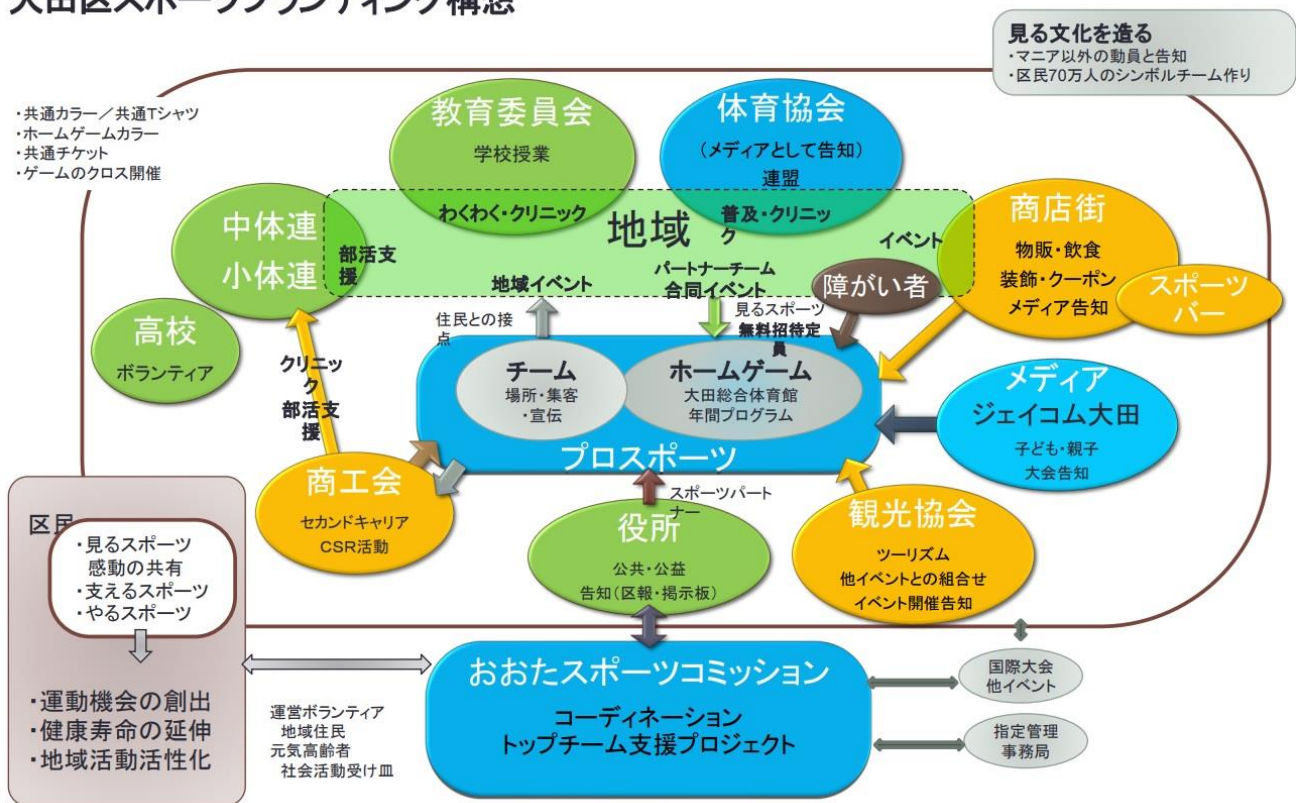 大田区スポーツブランディング構想
見る文化を造る
・マニア以外の動員と告知
・区民70万人のシンボルチーム作り
・共通カラー／共通Tシャツ
・ホームゲームカラー
・共通チケット
・ゲームのクロス開催
教育委員会
学校授業
わくわく・クリニック
体育協会
（メディアとして告知）
連盟
普及・クリニッ
ク
地域
中体連
小体連
部活支
援
高校
ボランティア
商店街
物販・飲食
装飾・クーポン
メディア告知
イベント
スポーツ
バー
障がい者
地域イベント
パートナーチーム
合同イベント
住民との接
点
見るスポーツ
無料招待定
員
チーム
場所・集客
・宣伝
ホームゲーム
大田総合体育館
年間プログラム
プロスポーツ
クリニッ
ク
部活支
援
メディア
ジェイコム大田
子ども・親子
大会告知
商工会
セカンドキャリア
CSR活動
スポーツパート
ナー
役所
公共・公益
告知（区報・掲示板）
観光協会
ツーリズム
他イベントとの組合せ
イベント開催告知
区民
・見るスポーツ
感動の共有
・支えるスポーツ
・やるスポーツ
・運動機会の創出
・健康寿命の延伸
・地域活動活性化
運営ボランティア
地域住民
元気高齢者
社会活動受け皿
おおたスポーツコミッション
コーディネーション
トップチーム支援プロジェクト
国際大会
他イベント
指定管理
事務局